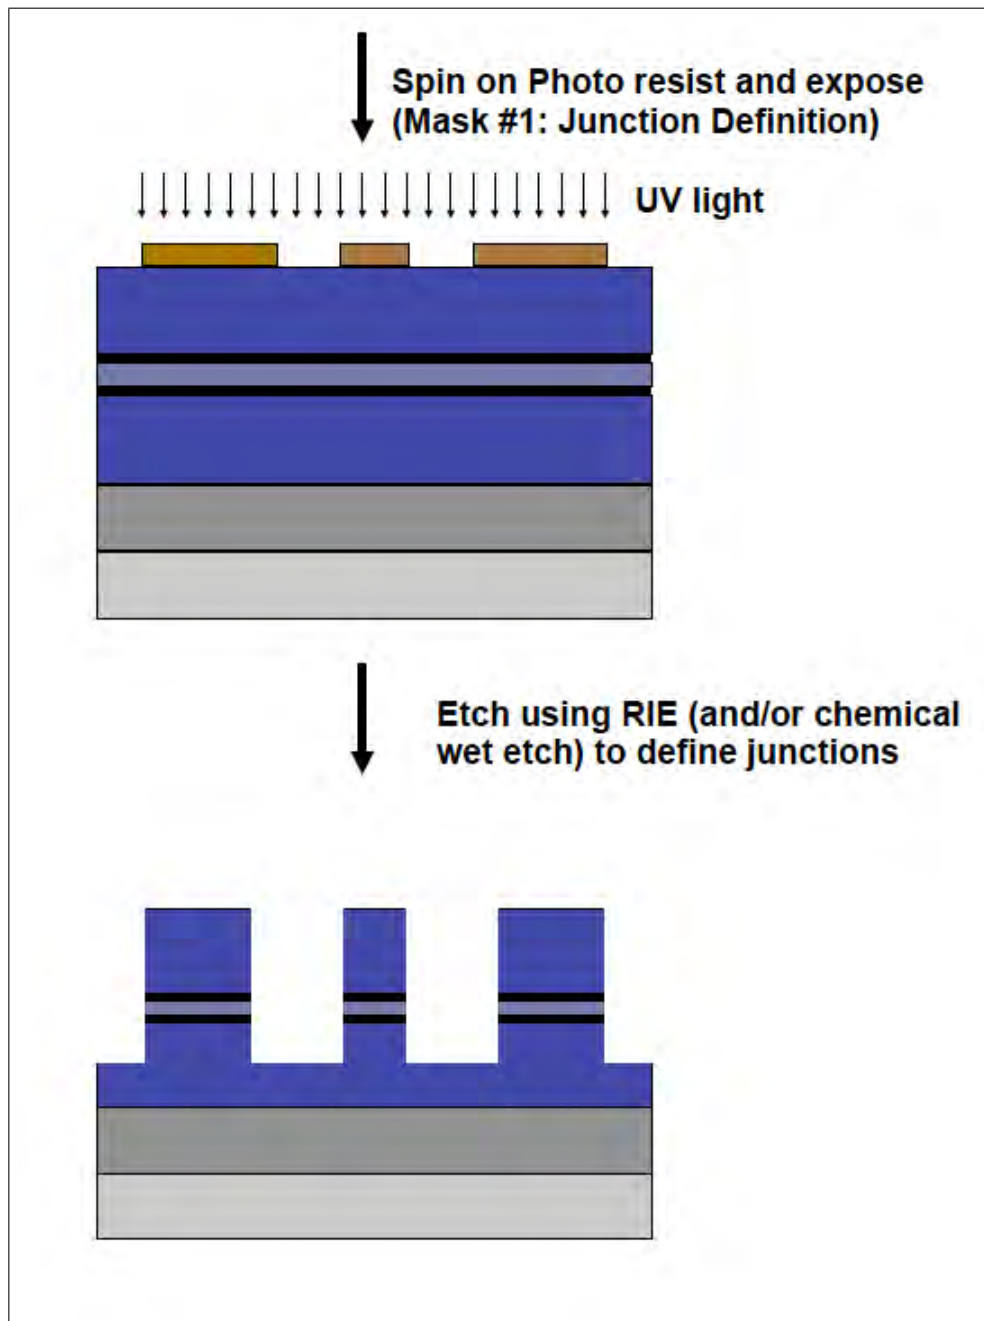 Spin on Photo resist and expose
(Mask #1: Junction Definition)
UV light
Etch using RIE (and/or chemical
wet etch) to define junctions